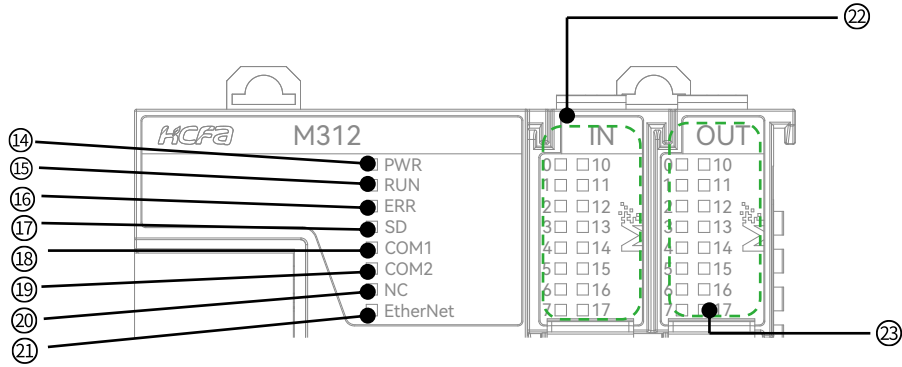 ㉒
HCFA M312 IN OUT
⑭ PWR 0 10 0 10
⑮ RUN 1 11 1 11
⑯ ERR 2 12 2 12
⑰ SD 3 13 3 13
⑱ COM1 4 14 4 14
⑲ COM2 5 15 5 15
⑳ NC 6 16 6 16
㉑ EtherNet 7 17 7 17
㉓